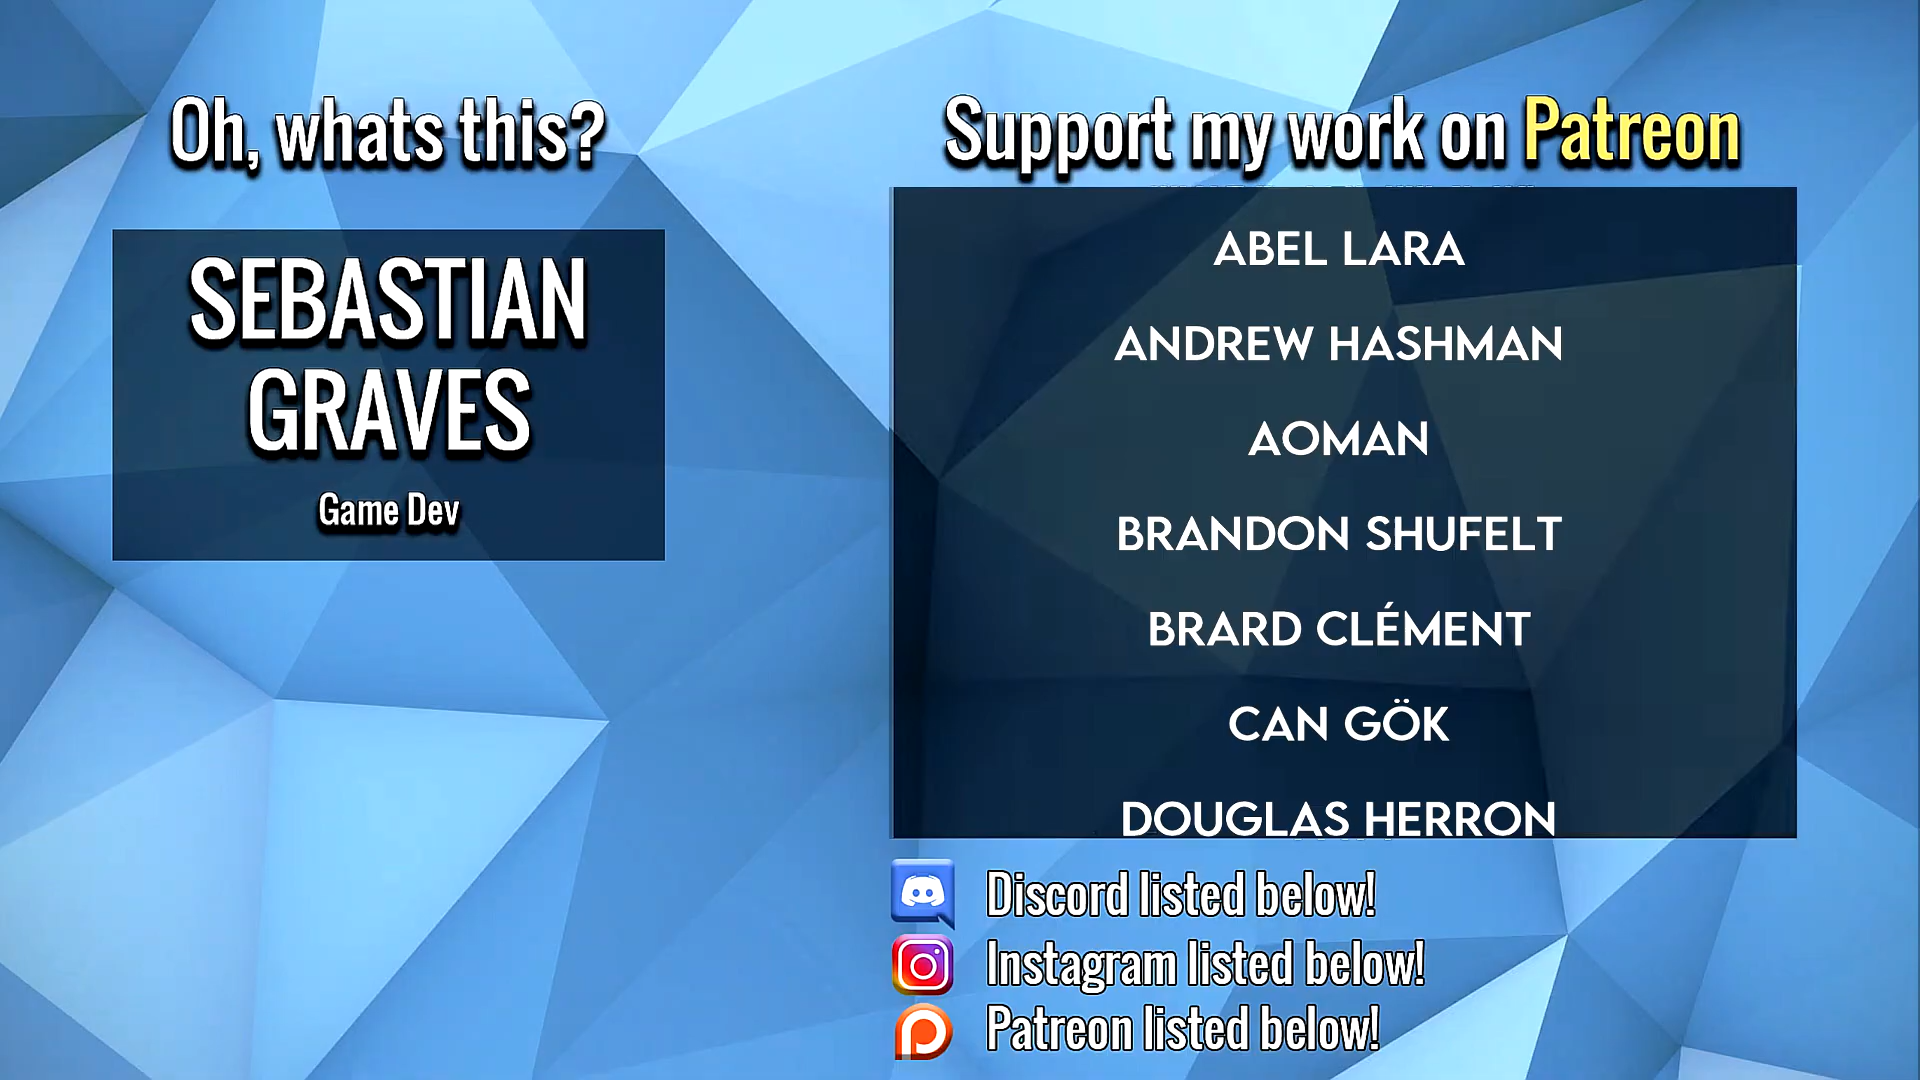 Oh, whats this?
SEBASTIAN
GRAVES
Game Dev
Support my work on Patreon
ABEL LARA
ANDREW HASHMAN
AOMAN
BRANDON SHUFELT
BRARD CLÉMENT
CAN GÖK
DOUGLAS HERRON
Discord listed below!
Instagram listed below!
Patreon listed below!